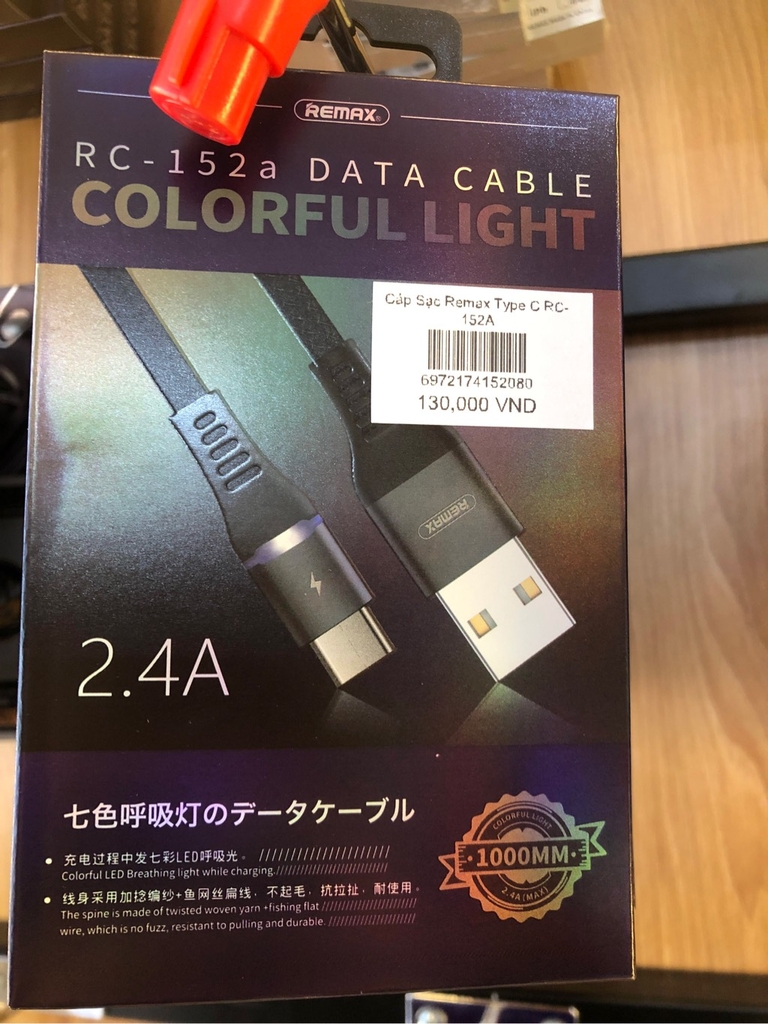 REMAX®
RC-152a DATA CABLE
COLORFUL LIGHT
Cáp Sạc Remax Type C RC-
152A
6972174152080
130,000 VND
REMAX
2.4A
七色呼吸灯のデータケーブル
• 充电过程中发七彩LED呼吸光。
Colorful LED Breathing light while charging.
• 线身采用加捻编纱+鱼网丝扁线，不起毛，抗拉扯，耐使用。
The spine is made of twisted woven yarn +fishing flat
wire, which is no fuzz, resistant to pulling and durable.
COLORFUL LIGHT
·1000MM·
2.4A(MAX)